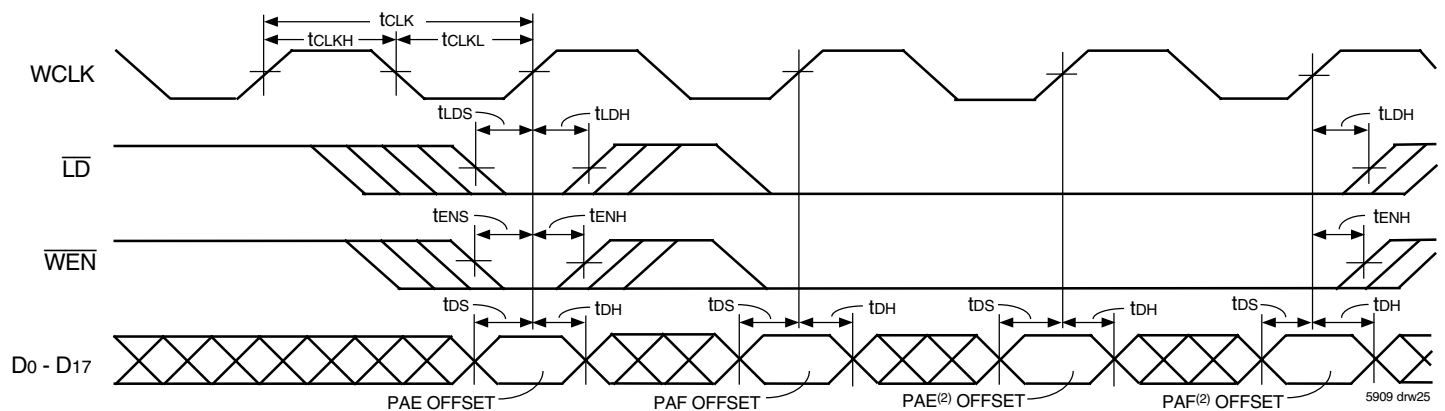 tCLK
tCLKH tCLKL
WCLK
tLDS tLDH tLDH
LD
tENS tENH tENH
WEN
tDS tDH tDS tDH tDS tDH tDS tDH
D0 - D17
PAE OFFSET PAF OFFSET PAE(2) OFFSET PAF(2) OFFSET 5909 drw25